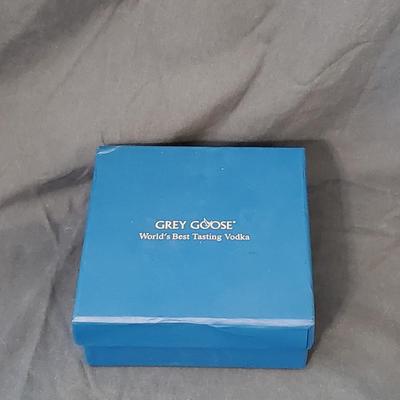 GREY GOOSE®
World's Best Tasting Vodka